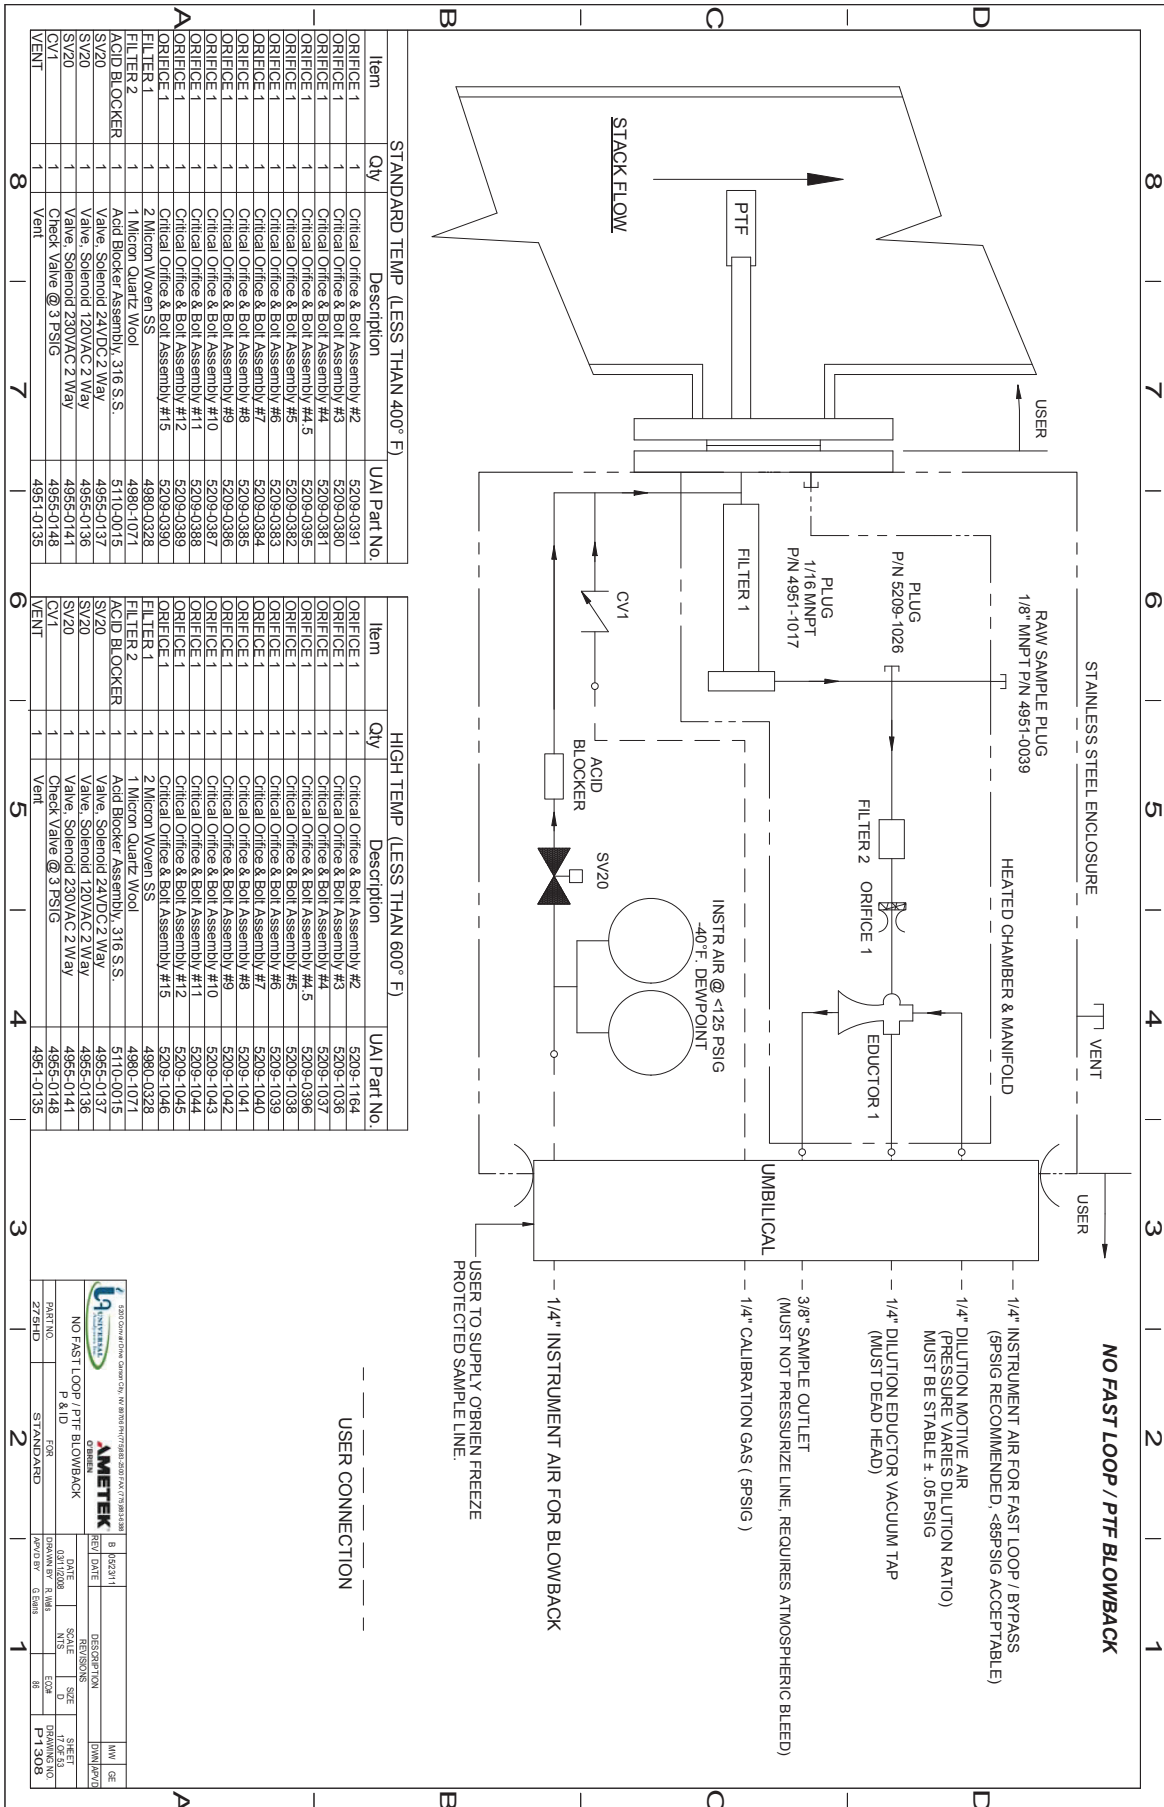 8
7
6
5
4
3
2
1
D
C
B
A
NO FAST LOOP / PTF BLOWBACK
STAINLESS STEEL ENCLOSURE
VENT
USER
USER
RAW SAMPLE PLUG
1/8" MNPT P/N 4951-0039
HEATED CHAMBER & MANIFOLD
PLUG
P/N 5209-1026
PLUG
1/16 MNPT
P/N 4951-1017
FILTER 2
ORIFICE 1
EDUCTOR 1
STACK FLOW
PTF
FILTER 1
CV1
ACID
BLOCKER
SV20
INSTR AIR @ <125 PSIG
-40°F. DEWPOINT
UMBILICAL
1/4" INSTRUMENT AIR FOR FAST LOOP / BYPASS
(5PSIG RECOMMENDED, <85PSIG ACCEPTABLE)
1/4" DILUTION MOTIVE AIR
(PRESSURE VARIES DILUTION RATIO)
MUST BE STABLE ± .05 PSIG
1/4" DILUTION EDUCTOR VACUUM TAP
(MUST DEAD HEAD)
3/8" SAMPLE OUTLET
(MUST NOT PRESSURIZE LINE, REQUIRES ATMOSPHERIC BLEED)
1/4" CALIBRATION GAS ( 5PSIG )
1/4" INSTRUMENT AIR FOR BLOWBACK
USER TO SUPPLY O'BRIEN FREEZE
PROTECTED SAMPLE LINE.
USER CONNECTION
STANDARD TEMP (LESS THAN 400° F)
Item Qty Description UAI Part No.
ORIFICE 1 1 Critical Orifice & Bolt Assembly #2 5209-0391
ORIFICE 1 1 Critical Orifice & Bolt Assembly #3 5209-0380
ORIFICE 1 1 Critical Orifice & Bolt Assembly #4 5209-0381
ORIFICE 1 1 Critical Orifice & Bolt Assembly #4.5 5209-0395
ORIFICE 1 1 Critical Orifice & Bolt Assembly #5 5209-0382
ORIFICE 1 1 Critical Orifice & Bolt Assembly #6 5209-0383
ORIFICE 1 1 Critical Orifice & Bolt Assembly #7 5209-0384
ORIFICE 1 1 Critical Orifice & Bolt Assembly #8 5209-0385
ORIFICE 1 1 Critical Orifice & Bolt Assembly #9 5209-0386
ORIFICE 1 1 Critical Orifice & Bolt Assembly #10 5209-0387
ORIFICE 1 1 Critical Orifice & Bolt Assembly #11 5209-0388
ORIFICE 1 1 Critical Orifice & Bolt Assembly #12 5209-0389
ORIFICE 1 1 Critical Orifice & Bolt Assembly #15 5209-0390
FILTER 1 1 2 Micron Woven SS 4980-0328
FILTER 2 1 1 Micron Quartz Wool 4980-1071
ACID BLOCKER 1 Acid Blocker Assembly, 316 S.S. 5110-0015
SV20 1 Valve, Solenoid 24VDC 2 Way 4955-0137
SV20 1 Valve, Solenoid 120VAC 2 Way 4955-0136
SV20 1 Valve, Solenoid 230VAC 2 Way 4955-0141
CV1 1 Check Valve @ 3 PSIG 4955-0148
VENT 1 Vent 4951-0135
HIGH TEMP (LESS THAN 600° F)
Item Qty Description UAI Part No.
ORIFICE 1 1 Critical Orifice & Bolt Assembly #2 5209-1164
ORIFICE 1 1 Critical Orifice & Bolt Assembly #3 5209-1036
ORIFICE 1 1 Critical Orifice & Bolt Assembly #4 5209-1037
ORIFICE 1 1 Critical Orifice & Bolt Assembly #4.5 5209-0396
ORIFICE 1 1 Critical Orifice & Bolt Assembly #5 5209-1038
ORIFICE 1 1 Critical Orifice & Bolt Assembly #6 5209-1039
ORIFICE 1 1 Critical Orifice & Bolt Assembly #7 5209-1040
ORIFICE 1 1 Critical Orifice & Bolt Assembly #8 5209-1041
ORIFICE 1 1 Critical Orifice & Bolt Assembly #9 5209-1042
ORIFICE 1 1 Critical Orifice & Bolt Assembly #10 5209-1043
ORIFICE 1 1 Critical Orifice & Bolt Assembly #11 5209-1044
ORIFICE 1 1 Critical Orifice & Bolt Assembly #12 5209-1045
ORIFICE 1 1 Critical Orifice & Bolt Assembly #15 5209-1046
FILTER 1 1 2 Micron Woven SS 4980-0328
FILTER 2 1 1 Micron Quartz Wool 4980-1071
ACID BLOCKER 1 Acid Blocker Assembly, 316 S.S. 5110-0015
SV20 1 Valve, Solenoid 24VDC 2 Way 4955-0137
SV20 1 Valve, Solenoid 120VAC 2 Way 4955-0136
SV20 1 Valve, Solenoid 230VAC 2 Way 4955-0141
CV1 1 Check Valve @ 3 PSIG 4955-0148
VENT 1 Vent 4951-0135
5200 Convair Drive Carson City, NV 89706 PH (775)883-2500 FAX (775)883-6388
UNIVERSAL
AMETEK
O'BRIEN
NO FAST LOOP / PTF BLOWBACK
P & ID
PART NO. FOR
275HD STANDARD
B 05/23/11 MW GE
REV DATE DESCRIPTION DWN APVD
REVISIONS
DATE SCALE SIZE SHEET
03/11/2008 NTS D 17 OF 53
DRAWN BY R. Wells ECO# DRAWING NO.
APVD BY G Evans 86 P1308
D
C
B
A